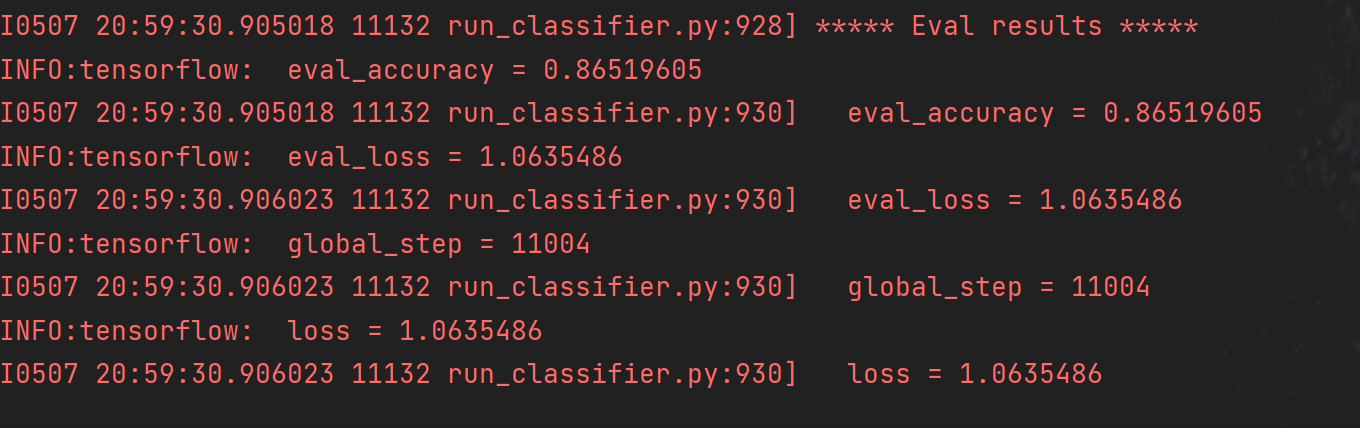 I0507 20:59:30.905018 11132 run_classifier.py:928] ***** Eval results *****
INFO:tensorflow:  eval_accuracy = 0.86519605
I0507 20:59:30.905018 11132 run_classifier.py:930]   eval_accuracy = 0.86519605
INFO:tensorflow:  eval_loss = 1.0635486
I0507 20:59:30.906023 11132 run_classifier.py:930]   eval_loss = 1.0635486
INFO:tensorflow:  global_step = 11004
I0507 20:59:30.906023 11132 run_classifier.py:930]   global_step = 11004
INFO:tensorflow:  loss = 1.0635486
I0507 20:59:30.906023 11132 run_classifier.py:930]   loss = 1.0635486